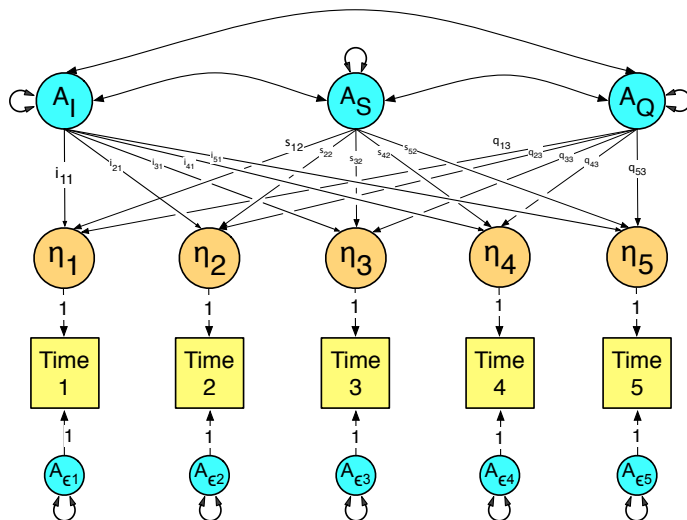 A_I A_S A_Q
i_11 i_21 i_31 i_41 i_51 s_12 s_22 s_32 s_42 s_52 q_13 q_23 q_33 q_43 q_53
η_1 η_2 η_3 η_4 η_5
1 1 1 1 1
Time Time Time Time Time
1 2 3 4 5
1 1 1 1 1
A_ϵ1 A_ϵ2 A_ϵ3 A_ϵ4 A_ϵ5